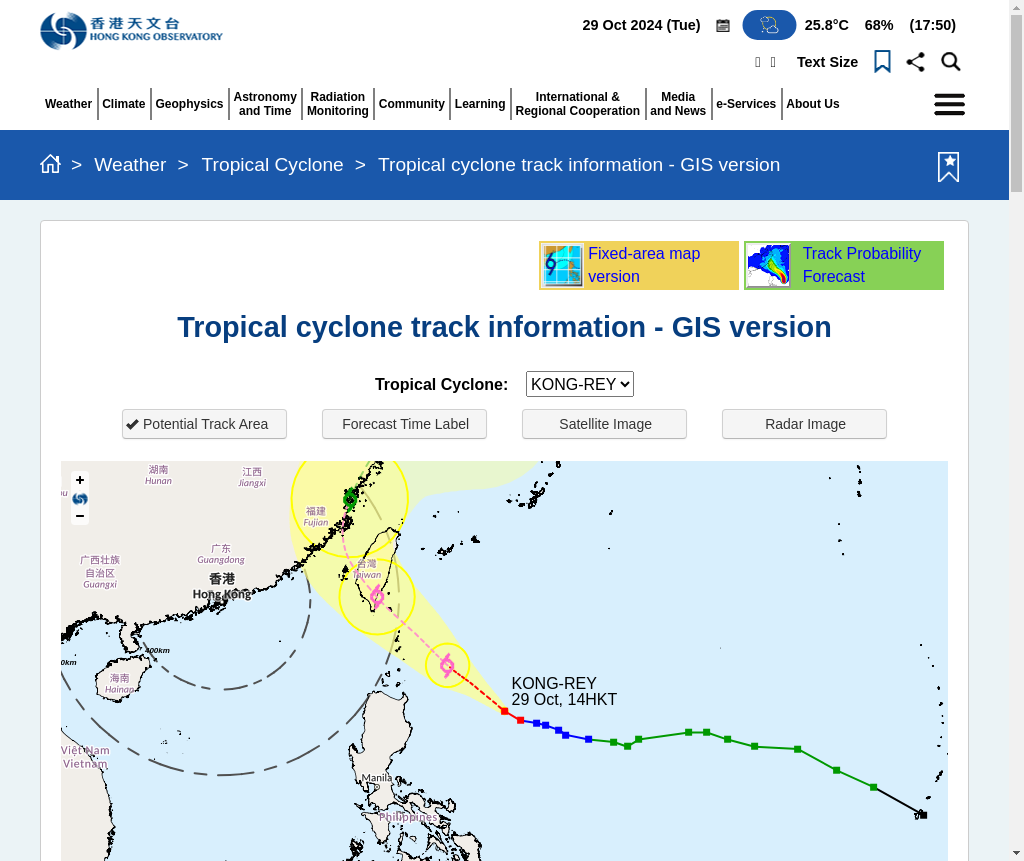 香港天文台
HONG KONG OBSERVATORY
29 Oct 2024 (Tue) 25.8°C 68% (17:50)
Text Size
Weather
Climate
Geophysics
Astronomy
and Time
Radiation
Monitoring
Community
Learning
International &
Regional Cooperation
Media
and News
e-Services
About Us
> Weather > Tropical Cyclone > Tropical cyclone track information - GIS version
Fixed-area map
version
Track Probability
Forecast
Tropical cyclone track information - GIS version
Tropical Cyclone: KONG-REY
Potential Track Area
Forecast Time Label
Satellite Image
Radar Image
+
−
湖南
Hunan
江西
Jiangxi
福建
Fujian
广东
Guangdong
广西壮族
自治区
Guangxi
香港
Hong Kong
台灣
Taiwan
400km
0km
海南
Hainan
KONG-REY
29 Oct, 14HKT
Việt Nam
Vietnam
Manila
Philippines